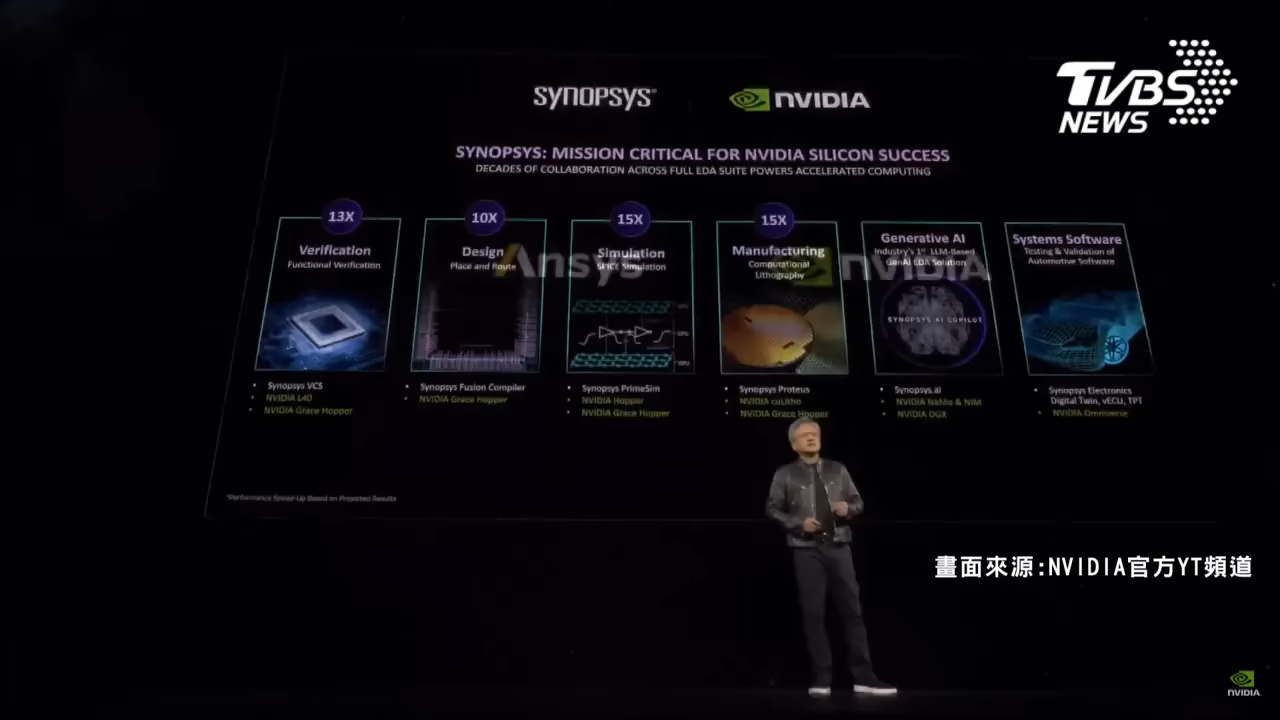 TVBS
NEWS
SYNOPSYS®
NVIDIA
SYNOPSYS: MISSION CRITICAL FOR NVIDIA SILICON SUCCESS
DECADES OF COLLABORATION ACROSS FULL EDA SUITE POWERS ACCELERATED COMPUTING
13X
Verification
Functional Verification
• Synopsys VCS
• NVIDIA L40
• NVIDIA Grace Hopper
10X
Design
Place and Route
• Synopsys Fusion Compiler
• NVIDIA Grace Hopper
15X
Simulation
SPICE Simulation
• Synopsys PrimeSim
• NVIDIA Hopper
• NVIDIA Grace Hopper
15X
Manufacturing
Computational
Lithography
• Synopsys Proteus
• NVIDIA cuLitho
• NVIDIA Grace Hopper
Generative AI
Industry's 1st LLM-Based
GenAI EDA Solution
SYNOPSYS AI COPILOT
• Synopsys.ai
• NVIDIA NeMo & NIM
• NVIDIA DGX
Systems Software
Testing & Validation of
Automotive Software
• Synopsys Electronics
Digital Twin, vECU, TPT
• NVIDIA Omniverse
Ansys
NVIDIA
*Performance Speed-Up Based on Projected Results
畫面來源:NVIDIA官方YT頻道
NVIDIA